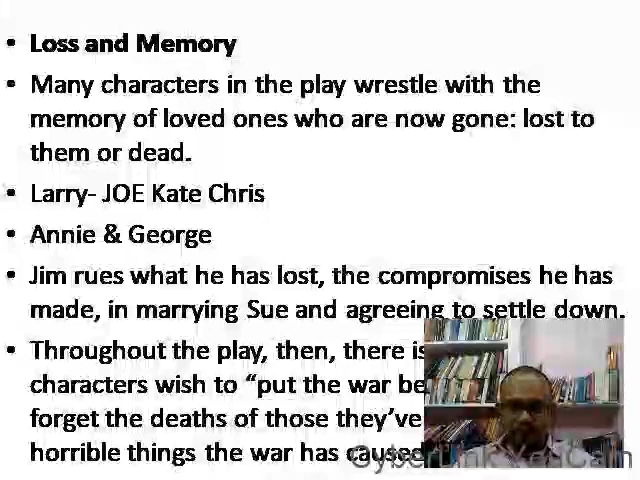 • Loss and Memory
• Many characters in the play wrestle with the
memory of loved ones who are now gone: lost to
them or dead.
• Larry- JOE Kate Chris
• Annie & George
• Jim rues what he has lost, the compromises he has
made, in marrying Sue and agreeing to settle down.
• Throughout the play, then, there is
characters wish to “put the war be
forget the deaths of those they’ve
horrible things the war has caused
CyberLink YouCam